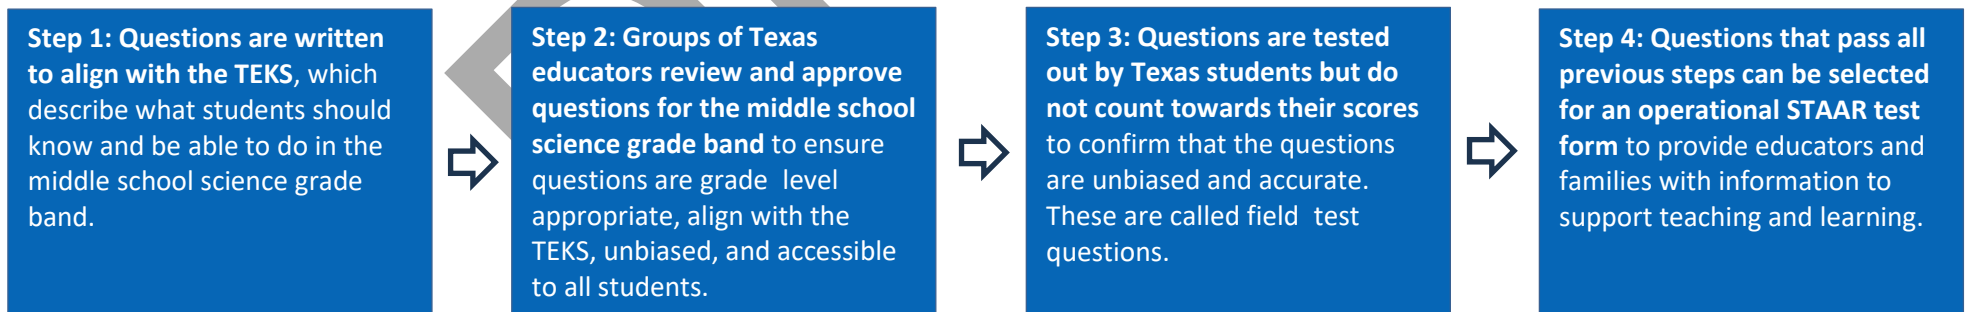 Step 1: Questions are written
to align with the TEKS, which
describe what students should
know and be able to do in the
middle school science grade
band.
Step 2: Groups of Texas
educators review and approve
questions for the middle school
science grade band to ensure
questions are grade level
appropriate, align with the
TEKS, unbiased, and accessible
to all students.
Step 3: Questions are tested
out by Texas students but do
not count towards their scores
to confirm that the questions
are unbiased and accurate.
These are called field test
questions.
Step 4: Questions that pass all
previous steps can be selected
for an operational STAAR test
form to provide educators and
families with information to
support teaching and learning.